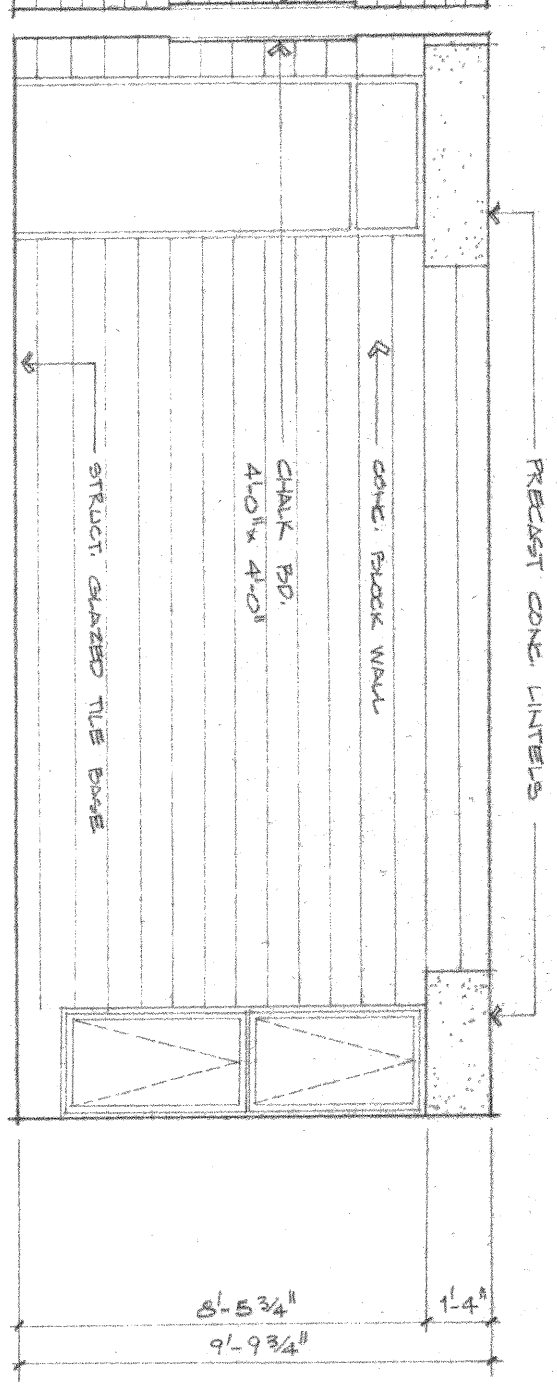 PRECAST CONC. LINTELS
CONC. BLOCK WALL
CHALK BD.
4'-0" x 4'-0"
STRUCT. GLAZED TILE BASE
8'-5 3/4"
1'-4"
9'-9 3/4"